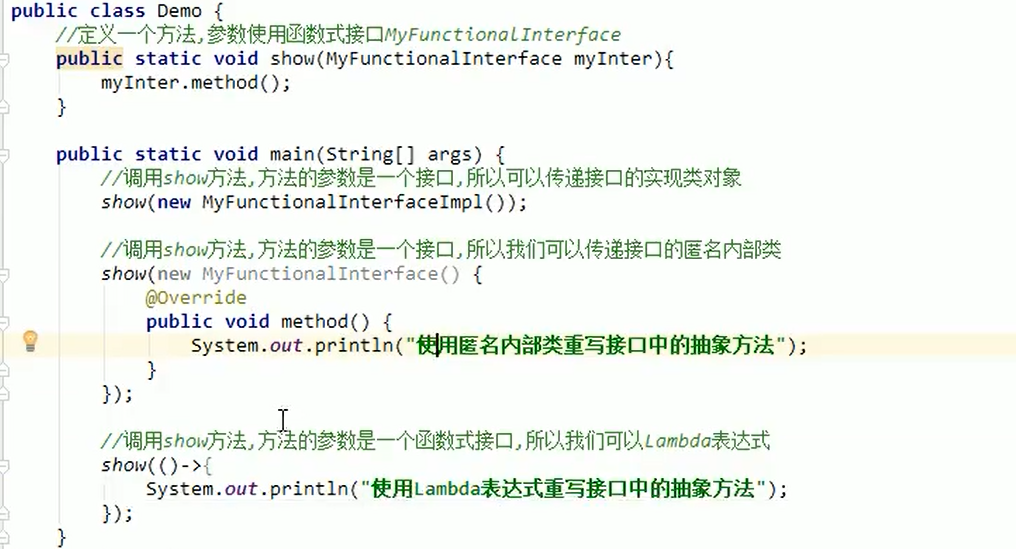 public class Demo {
//定义一个方法,参数使用函数式接口MyFunctionalInterface
public static void show(MyFunctionalInterface myInter){
myInter.method();
}
public static void main(String[] args) {
//调用show方法,方法的参数是一个接口,所以可以传递接口的实现类对象
show(new MyFunctionalInterfaceImpl());
//调用show方法,方法的参数是一个接口,所以我们可以传递接口的匿名内部类
show(new MyFunctionalInterface() {
@Override
public void method() {
System.out.println("使用匿名内部类重写接口中的抽象方法");
}
});
//调用show方法,方法的参数是一个函数式接口,所以我们可以Lambda表达式
show(()->{
System.out.println("使用Lambda表达式重写接口中的抽象方法");
});
}